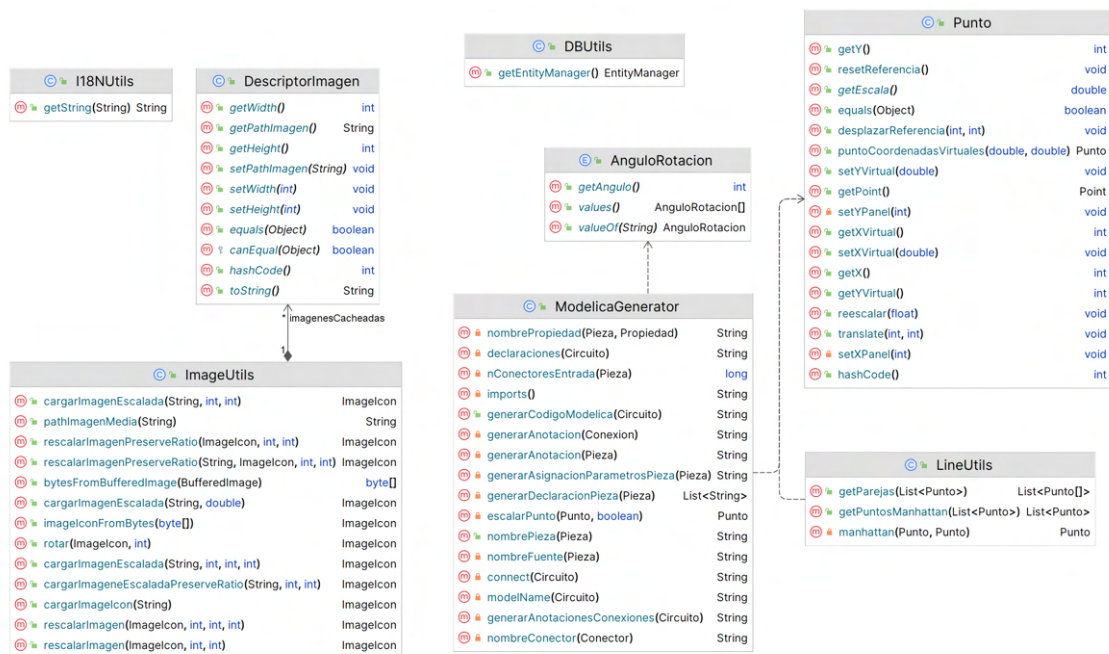 I18NUtils
getString(String) String
DescriptorImagen
getWidth() int
getPathImagen() String
getHeight() int
setPathImagen(String) void
setWidth(int) void
setHeight(int) void
equals(Object) boolean
canEqual(Object) boolean
hashCode() int
toString() String
* imagenesCacheadas
1
ImageUtils
cargarImagenEscalada(String, int, int) ImageIcon
pathImagenMedia(String) String
rescalarImagenPreserveRatio(ImageIcon, int, int) ImageIcon
rescalarImagenPreserveRatio(String, ImageIcon, int, int) ImageIcon
bytesFromBufferedImage(BufferedImage) byte[]
cargarImagenEscalada(String, double) ImageIcon
imageIconFromBytes(byte[]) ImageIcon
rotar(ImageIcon, int) ImageIcon
cargarImagenEscalada(String, int, int, int) ImageIcon
cargarImageneEscaladaPreserveRatio(String, int, int) ImageIcon
cargarImageIcon(String) ImageIcon
rescalarImagen(ImageIcon, int, int, int) ImageIcon
rescalarImagen(ImageIcon, int, int) ImageIcon
DBUtils
getEntityManager() EntityManager
AnguloRotacion
getAngulo() int
values() AnguloRotacion[]
valueOf(String) AnguloRotacion
ModelicaGenerator
nombrePropiedad(Pieza, Propiedad) String
declaraciones(Circuito) String
nConectoresEntrada(Pieza) long
imports() String
generarCodigoModelica(Circuito) String
generarAnotacion(Conexion) String
generarAnotacion(Pieza) String
generarAsignacionParametrosPieza(Pieza) String
generarDeclaracionPieza(Pieza) List<String>
escalarPunto(Punto, boolean) Punto
nombrePieza(Pieza) String
nombreFuente(Pieza) String
connect(Circuito) String
modelName(Circuito) String
generarAnotacionesConexiones(Circuito) String
nombreConector(Conector) String
Punto
getY() int
resetReferencia() void
getEscala() double
equals(Object) boolean
desplazarReferencia(int, int) void
puntoCoordenadasVirtuales(double, double) Punto
setYVirtual(double) void
getPoint() Point
setYPanel(int) void
getXVirtual() int
setXVirtual(double) void
getX() int
getYVirtual() int
reescalar(float) void
translate(int, int) void
setXPanel(int) void
hashCode() int
LineUtils
getParejas(List<Punto>) List<Punto[]>
getPuntosManhattan(List<Punto>) List<Punto>
manhattan(Punto, Punto) Punto